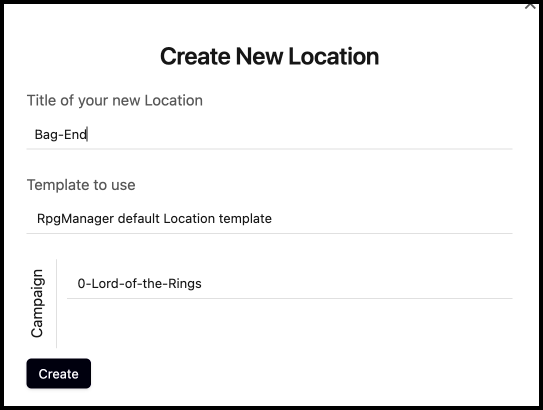 Create New Location
Title of your new Location
Bag-End
Template to use
RpgManager default Location template
Campaign
0-Lord-of-the-Rings
Create